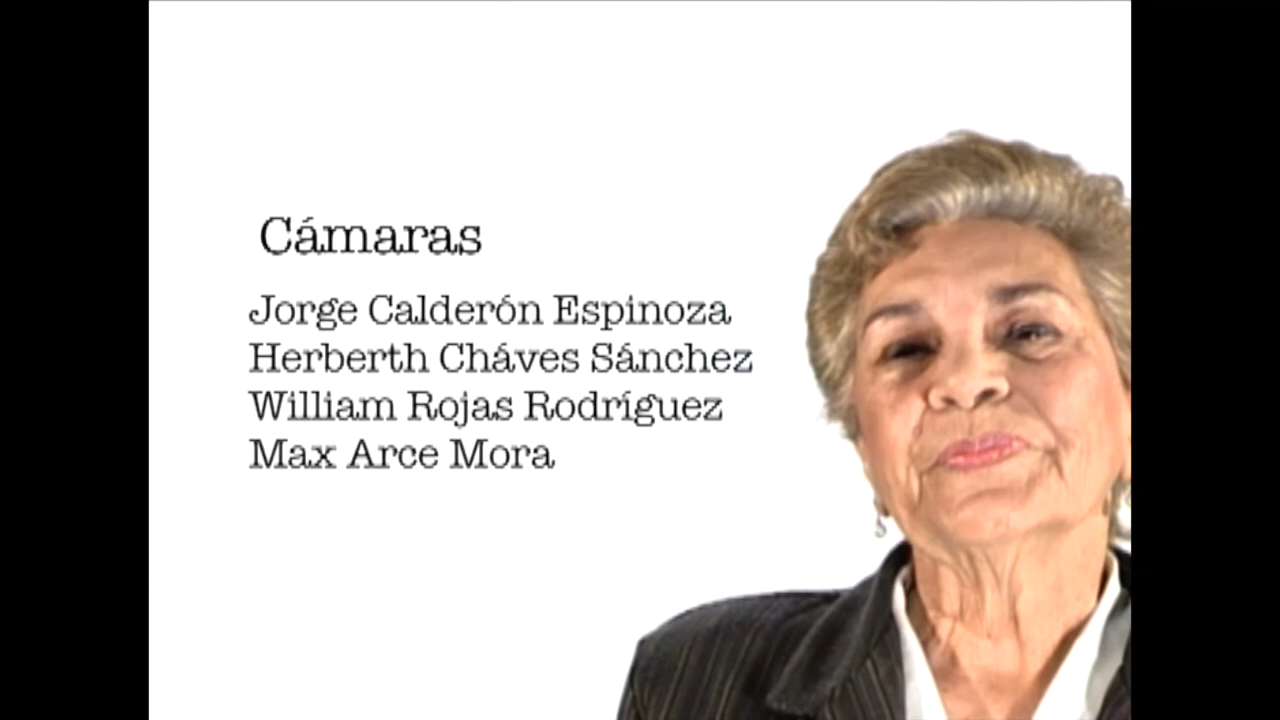 Cámaras
Jorge Calderón Espinoza
Herberth Cháves Sánchez
William Rojas Rodríguez
Max Arce Mora